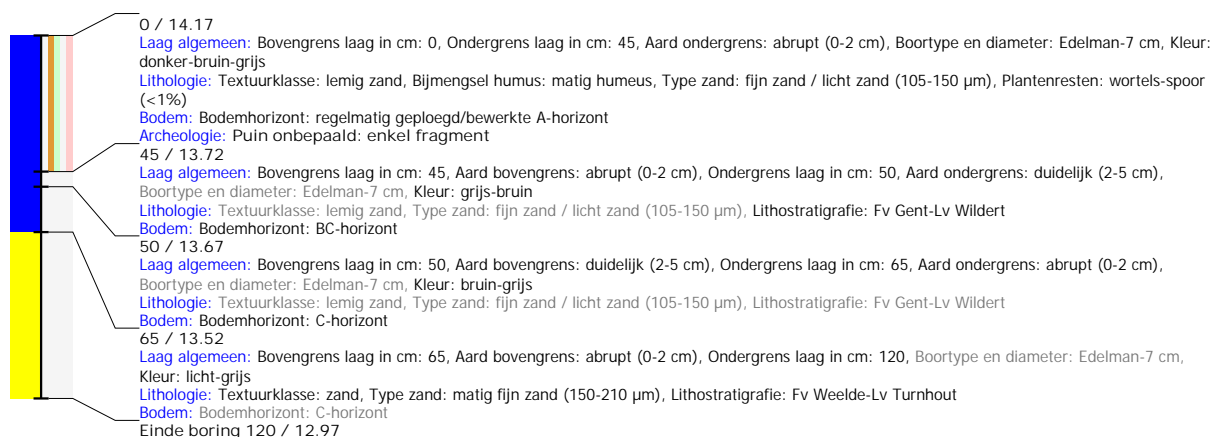 0 / 14.17
Laag algemeen: Bovengrens laag in cm: 0, Ondergrens laag in cm: 45, Aard ondergrens: abrupt (0-2 cm), Boortype en diameter: Edelman-7 cm, Kleur:
donker-bruin-grijs
Lithologie: Textuurklasse: lemig zand, Bijmengsel humus: matig humeus, Type zand: fijn zand / licht zand (105-150 µm), Plantenresten: wortels-spoor
(<1%)
Bodem: Bodemhorizont: regelmatig geploegd/bewerkte A-horizont
Archeologie: Puin onbepaald: enkel fragment
45 / 13.72
Laag algemeen: Bovengrens laag in cm: 45, Aard bovengrens: abrupt (0-2 cm), Ondergrens laag in cm: 50, Aard ondergrens: duidelijk (2-5 cm),
Boortype en diameter: Edelman-7 cm, Kleur: grijs-bruin
Lithologie: Textuurklasse: lemig zand, Type zand: fijn zand / licht zand (105-150 µm), Lithostratigrafie: Fv Gent-Lv Wildert
Bodem: Bodemhorizont: BC-horizont
50 / 13.67
Laag algemeen: Bovengrens laag in cm: 50, Aard bovengrens: duidelijk (2-5 cm), Ondergrens laag in cm: 65, Aard ondergrens: abrupt (0-2 cm),
Boortype en diameter: Edelman-7 cm, Kleur: bruin-grijs
Lithologie: Textuurklasse: lemig zand, Type zand: fijn zand / licht zand (105-150 µm), Lithostratigrafie: Fv Gent-Lv Wildert
Bodem: Bodemhorizont: C-horizont
65 / 13.52
Laag algemeen: Bovengrens laag in cm: 65, Aard bovengrens: abrupt (0-2 cm), Ondergrens laag in cm: 120, Boortype en diameter: Edelman-7 cm,
Kleur: licht-grijs
Lithologie: Textuurklasse: zand, Type zand: matig fijn zand (150-210 µm), Lithostratigrafie: Fv Weelde-Lv Turnhout
Bodem: Bodemhorizont: C-horizont
Einde boring 120 / 12.97